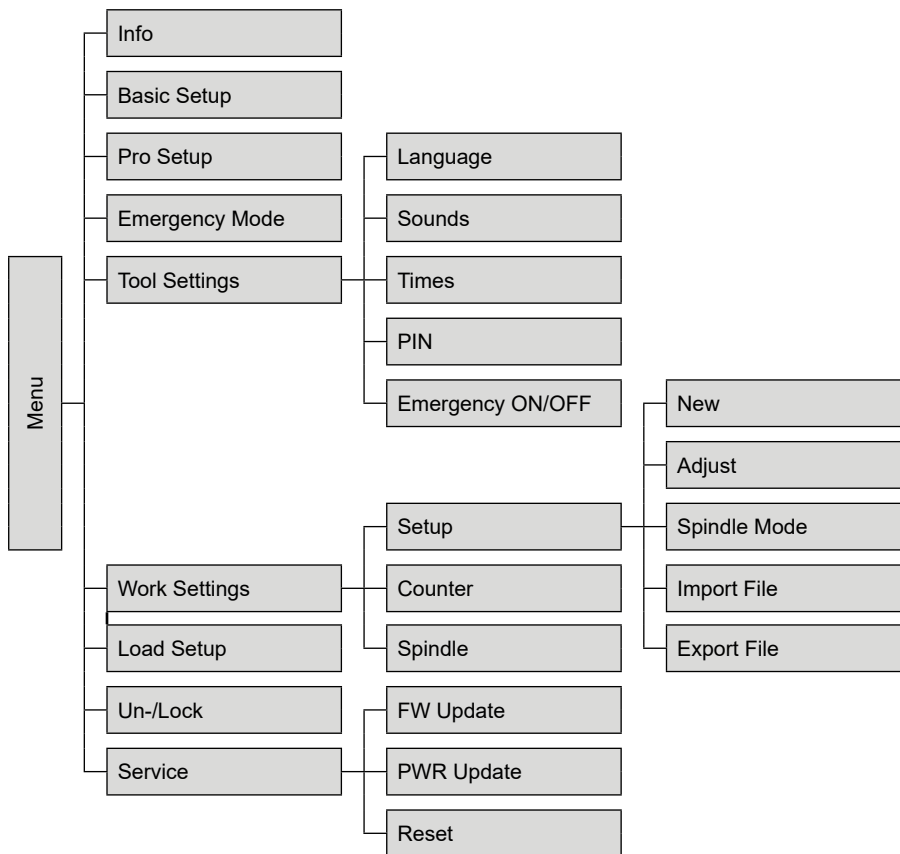 Menu
Info
Basic Setup
Pro Setup
Emergency Mode
Tool Settings
Language
Sounds
Times
PIN
Emergency ON/OFF
Work Settings
Setup
New
Adjust
Spindle Mode
Import File
Export File
Counter
Spindle
Load Setup
Un-/Lock
Service
FW Update
PWR Update
Reset